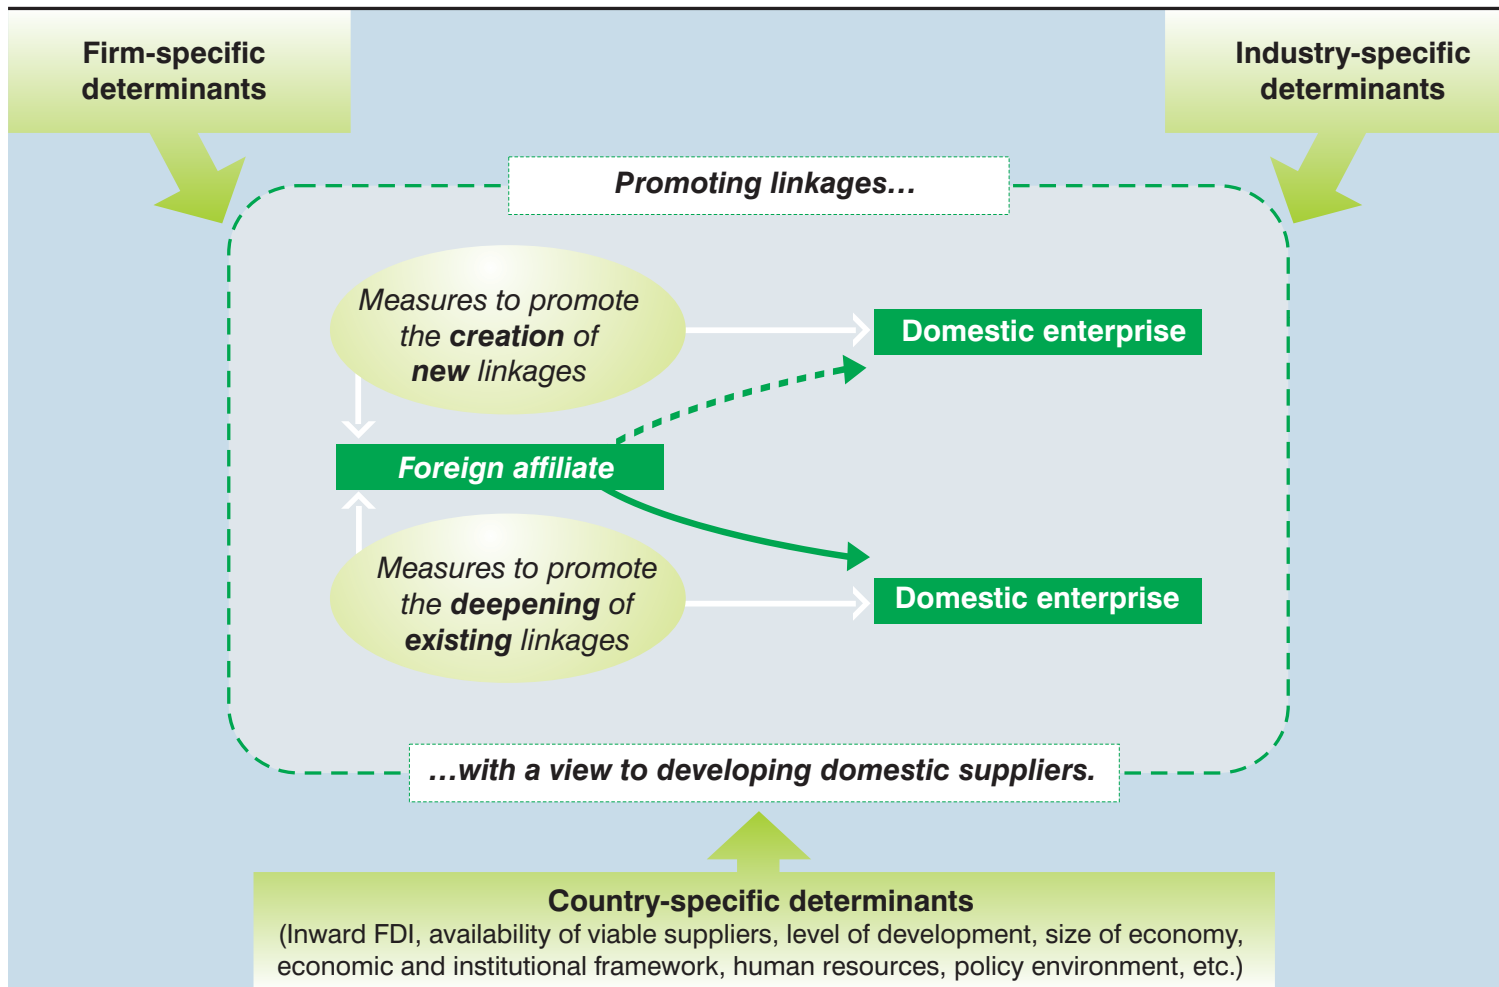 Firm-specific
determinants
Industry-specific
determinants
Promoting linkages…
Measures to promote
the creation of
new linkages
Domestic enterprise
Foreign affiliate
Measures to promote
the deepening of
existing linkages
Domestic enterprise
…with a view to developing domestic suppliers.
Country-specific determinants
(Inward FDI, availability of viable suppliers, level of development, size of economy,
economic and institutional framework, human resources, policy environment, etc.)